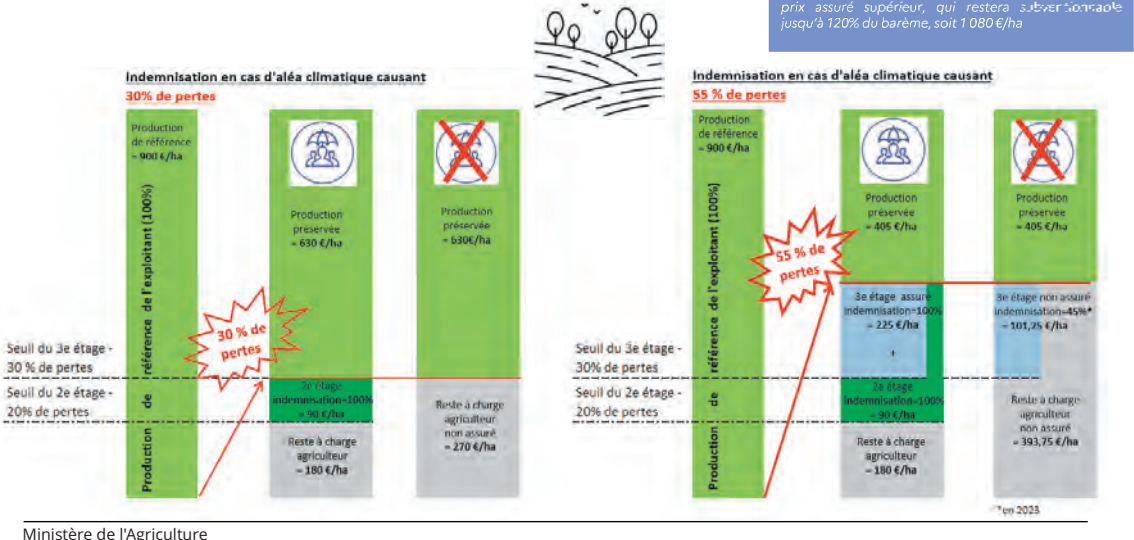 prix assuré supérieur, qui restera subventionnable
jusqu'à 120% du barème, soit 1 080 €/ha
Indemnisation en cas d'aléa climatique causant
30% de pertes
Production
de référence
= 900 €/ha
Production de référence de l'exploitant (100%)
Production
préservée
= 630 €/ha
Production
préservée
= 630€/ha
30 % de
pertes
Seuil du 3e étage -
30 % de pertes
Seuil du 2e étage -
20% de pertes
2e étage
indemnisation=100%
= 90 €/ha
Reste à charge
agriculteur
= 180 €/ha
Reste à charge
agriculteur
non assuré
= 270 €/ha
Indemnisation en cas d'aléa climatique causant
55 % de pertes
Production
de référence
= 900 €/ha
Production de référence de l'exploitant (100%)
Production
préservée
= 405 €/ha
Production
préservée
= 405 €/ha
55 % de
pertes
3e étage assuré
indemnisation=100%
= 225 €/ha
+
3e étage non assuré
indemnisation=45%*
= 101,25 €/ha
Seuil du 3e étage -
30% de pertes
Seuil du 2e étage -
20% de pertes
2e étage
indemnisation=100%
= 90 €/ha
Reste à charge
agriculteur
= 180 €/ha
Reste à charge
agriculteur
non assuré
= 393,75 €/ha
*en 2023
Ministère de l'Agriculture